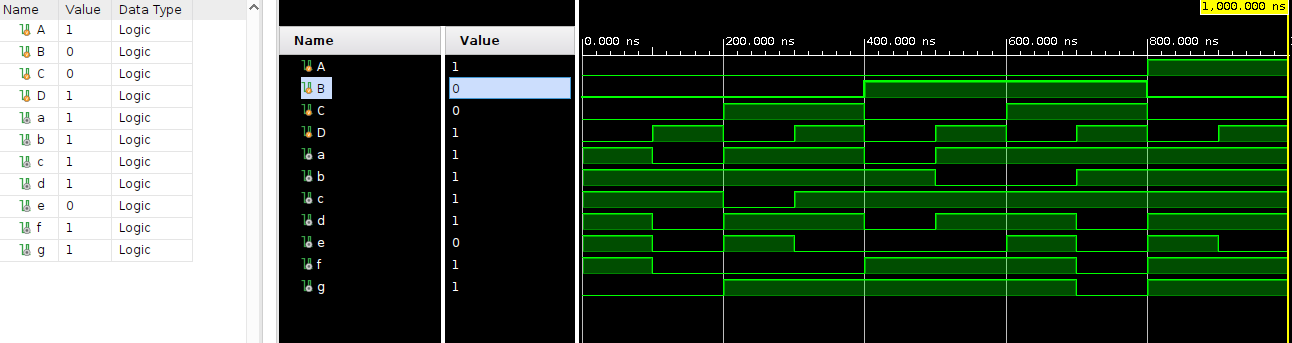 Name Value Data Type
A 1 Logic
B 0 Logic
C 0 Logic
D 1 Logic
a 1 Logic
b 1 Logic
c 1 Logic
d 1 Logic
e 0 Logic
f 1 Logic
g 1 Logic
Name Value
A 1
B 0
C 0
D 1
a 1
b 1
c 1
d 1
e 0
f 1
g 1
1,000.000 ns
0.000 ns 200.000 ns 400.000 ns 600.000 ns 800.000 ns